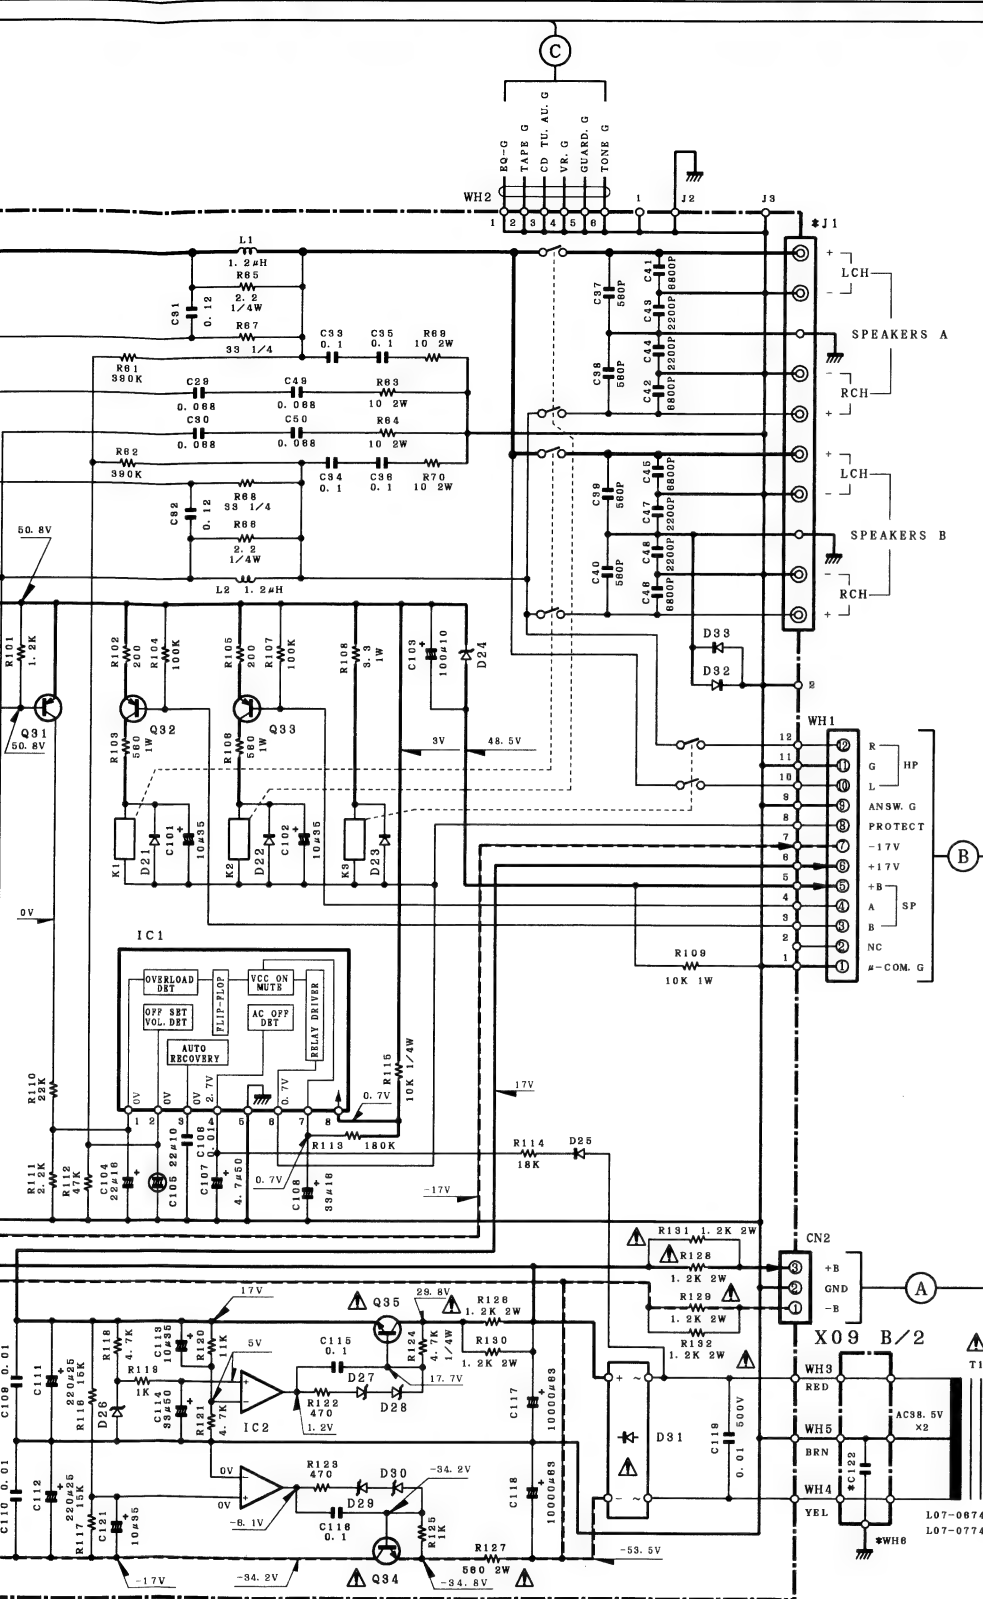 C
EQ-G
TAPE G
CD TU. AU. G
VR. G
GUARD. G
TONE G
WH2
1 2 3 4 5 6
1
J2
J3
*J1
L1
1. 2μH
R65
2. 2
1/4W
C31
0. 12
R67
33 1/4
C37
560P
C41
6800P
C43
2200P
+
LCH
-
SPEAKERS A
C33
0. 1
C35
0. 1
R69
10 2W
R61
390K
C38
560P
C44
2200P
C42
6800P
-
RCH
+
C29
0. 068
C49
0. 068
R63
10 2W
C30
0. 068
C50
0. 068
R64
10 2W
R62
390K
C34
0. 1
C36
0. 1
R70
10 2W
C39
560P
C45
6800P
C47
2200P
+
LCH
-
SPEAKERS B
C32
0. 12
R68
33 1/4
R66
2. 2
1/4W
50. 8V
L2 1. 2μH
C40
560P
2200P
6800P
-
RCH
+
R101
1. 2K
R102
200
R104
100K
R105
200
R107
100K
R108
3. 3
1W
C103
100μ10
D24
D33
D32
2
Q31
50. 8V
Q32
Q33
R103
560
1W
R106
560
1W
3V
48. 5V
WH1
12 ⑫ R
11 ⑪ G
HP
10 ⑩ L
9 ⑨ ANSW. G
8 ⑧ PROTECT
7 ⑦ -17V
6 ⑥ +17V
5 ⑤ +B
4 ④ A
SP
3 ③ B
2 ② NC
1 ① μ-COM. G
B
K1
D21
C101
10μ35
K2
D22
C102
10μ35
K3
D23
0V
R109
10K 1W
IC1
OVERLOAD
DET
FLIP-FLOP
VCC ON
MUTE
RELAY DRIVER
OFF SET
VOL. DET
AC OFF
DET
AUTO
RECOVERY
0V
0V
0V
2. 7V
0. 7V
1 2 3 4 5 6 7 8
R115
10K 1/4W
0. 7V
17V
R110
22K
R113 180K
R114
18K
D25
R111
2. 2K
R112
47K
C104
22μ16
C105
22μ10
C106
0.01
C107
4. 7μ50
0. 7V
C108
33μ16
-17V
R131 1. 2K 2W
R128
1. 2K 2W
R129
1. 2K 2W
R132
1. 2K 2W
CN2
③ +B
② GND
① -B
A
X09 B/2
17V
Q35
29. 8V
R126
1. 2K 2W
R130
1. 2K 2W
C109 0. 01
C111
220μ25
R116 15K
R118
4. 7K
C113
10μ35
R120
11K
5V
R119
1K
D26
C114
33μ50
R121
4. 7K
IC2
C115
0. 1
D27
R122
470
D28
1. 2V
R124
4. 7K
1/4W
17. 7V
C117
10000μ63
D31
C119
0. 01 500V
WH3
RED
WH5
BRN
WH4
YEL
AC38. 5V
×2
*C122
*WH6
T1
L07-0674
L07-0774
C110 0. 01
C112
220μ25
R117 15K
C121
10μ35
0V
0V
R123
470
D30
D29
-8. 1V
C116
0. 1
-34. 2V
R125
1K
C118
10000μ63
R127
560 2W
-53. 5V
-17V
-34. 2V
Q34
-34. 8V